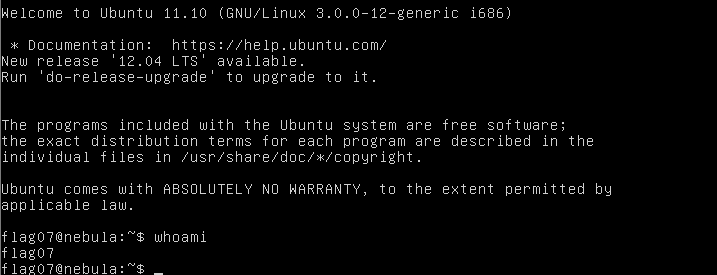 Welcome to Ubuntu 11.10 (GNU/Linux 3.0.0-12-generic i686)
* Documentation:  https://help.ubuntu.com/
New release '12.04 LTS' available.
Run 'do-release-upgrade' to upgrade to it.
The programs included with the Ubuntu system are free software;
the exact distribution terms for each program are described in the
individual files in /usr/share/doc/*/copyright.
Ubuntu comes with ABSOLUTELY NO WARRANTY, to the extent permitted by
applicable law.
flag07@nebula:~$ whoami
flag07
flag07@nebula:~$ _